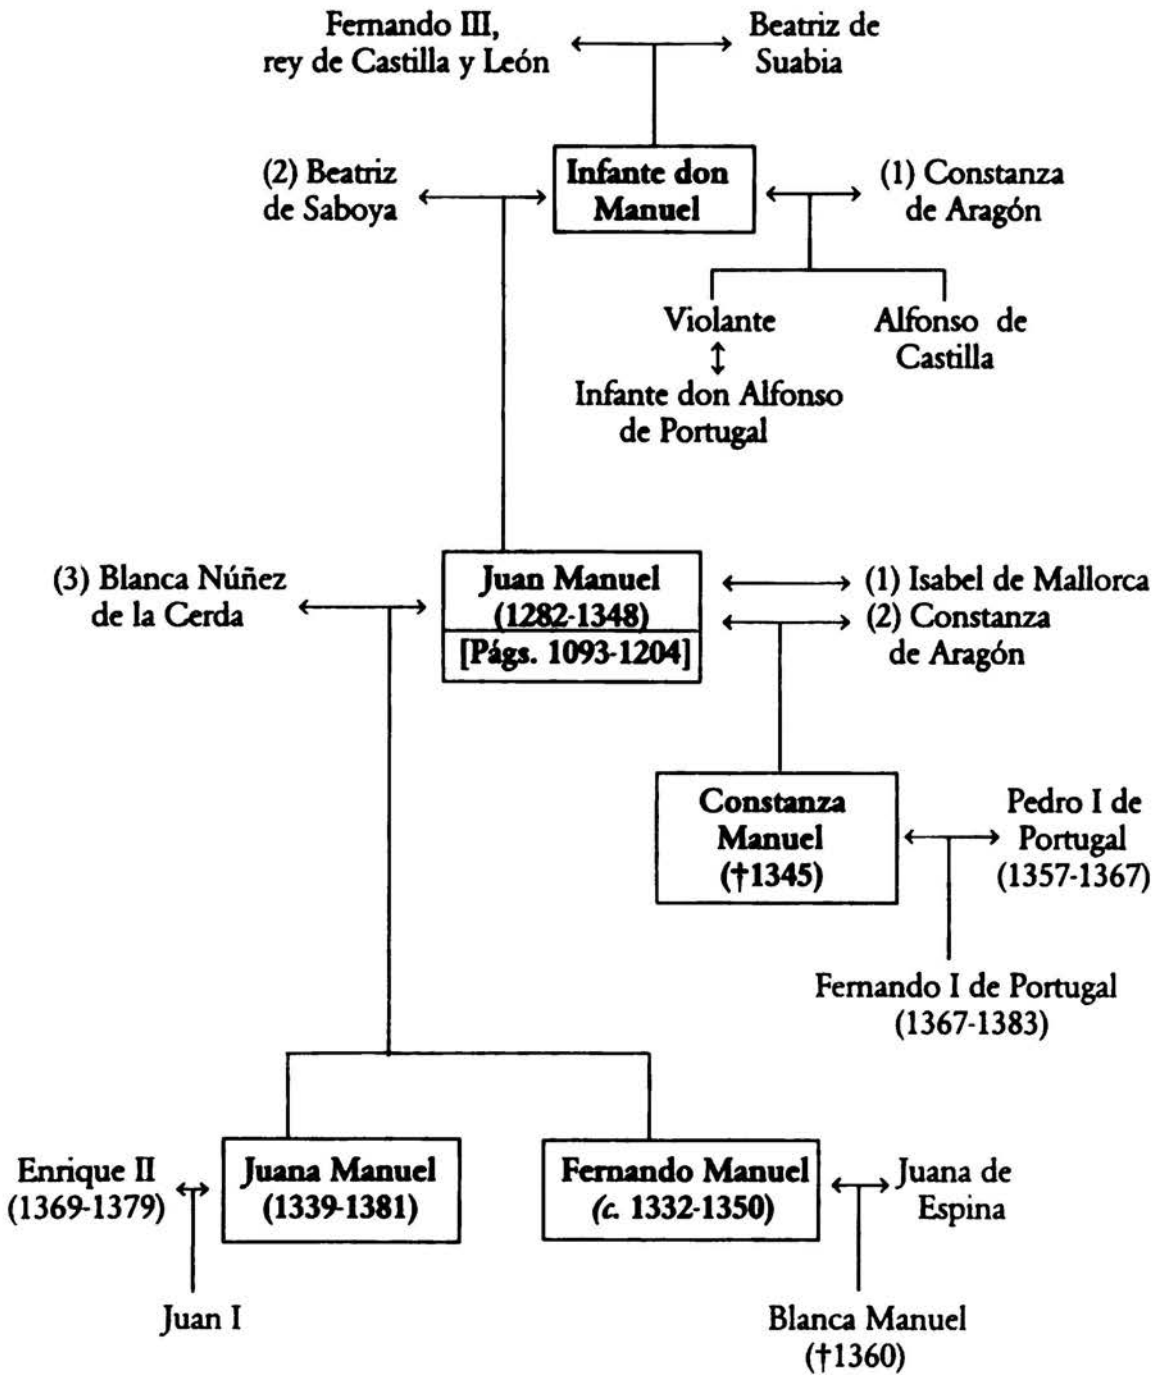 Fernando III,
rey de Castilla y León
Beatriz de
Suabia
(2) Beatriz
de Saboya
Infante don
Manuel
(1) Constanza
de Aragón
Violante
Alfonso de
Castilla
Infante don Alfonso
de Portugal
(3) Blanca Núñez
de la Cerda
Juan Manuel
(1282-1348)
[Págs. 1093-1204]
(1) Isabel de Mallorca
(2) Constanza
de Aragón
Constanza
Manuel
(†1345)
Pedro I de
Portugal
(1357-1367)
Fernando I de Portugal
(1367-1383)
Enrique II
(1369-1379)
Juana Manuel
(1339-1381)
Fernando Manuel
(c. 1332-1350)
Juana de
Espina
Juan I
Blanca Manuel
(†1360)